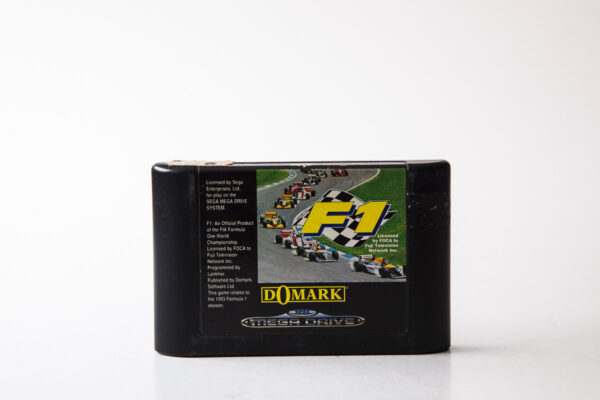 Licensed by Sega
Enterprises, Ltd.
for play on the
SEGA MEGA DRIVE
SYSTEM.
F1: An Official Product
of the FIA Formula
One World
Championship.
Licensed by FOCA to
Fuji Television
Network Inc.
Programmed by
Lankhor
Published by Domark
Software Ltd.
This game relates to
the 1993 Formula 1
season.
F1
Licensed
by FOCA to
Fuji Television
Network Inc.
DOMARK
SEGA
MEGA DRIVE